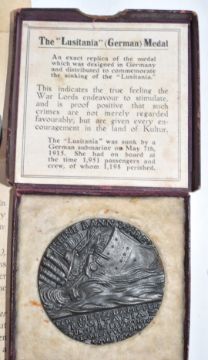 The "Lusitania" (German) Medal
An exact replica of the medal
which was designed in Germany
and distributed to commemorate
the sinking of the "Lusitania."
This indicates the true feeling the
War Lords endeavour to stimulate,
and is proof positive that such
crimes are not merely regarded
favourably, but are given every en-
couragement in the land of Kultur.
The "Lusitania" was sunk by a
German submarine on May 7th,
1915. She had on board at
the time 1,951 passengers and
crew, of whom 1,198 perished.
KEINE BANNWARE